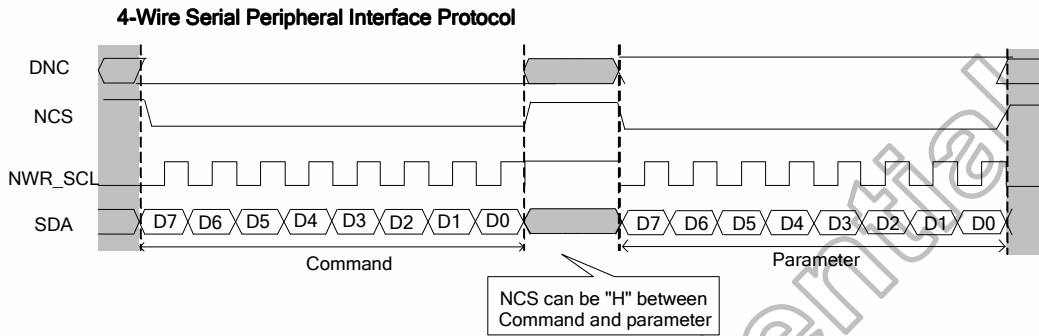 4-Wire Serial Peripheral Interface Protocol
DNC
NCS
NWR_SCL
SDA D7 D6 D5 D4 D3 D2 D1 D0 D7 D6 D5 D4 D3 D2 D1 D0
Command Parameter
NCS can be "H" between
Command and parameter
ential